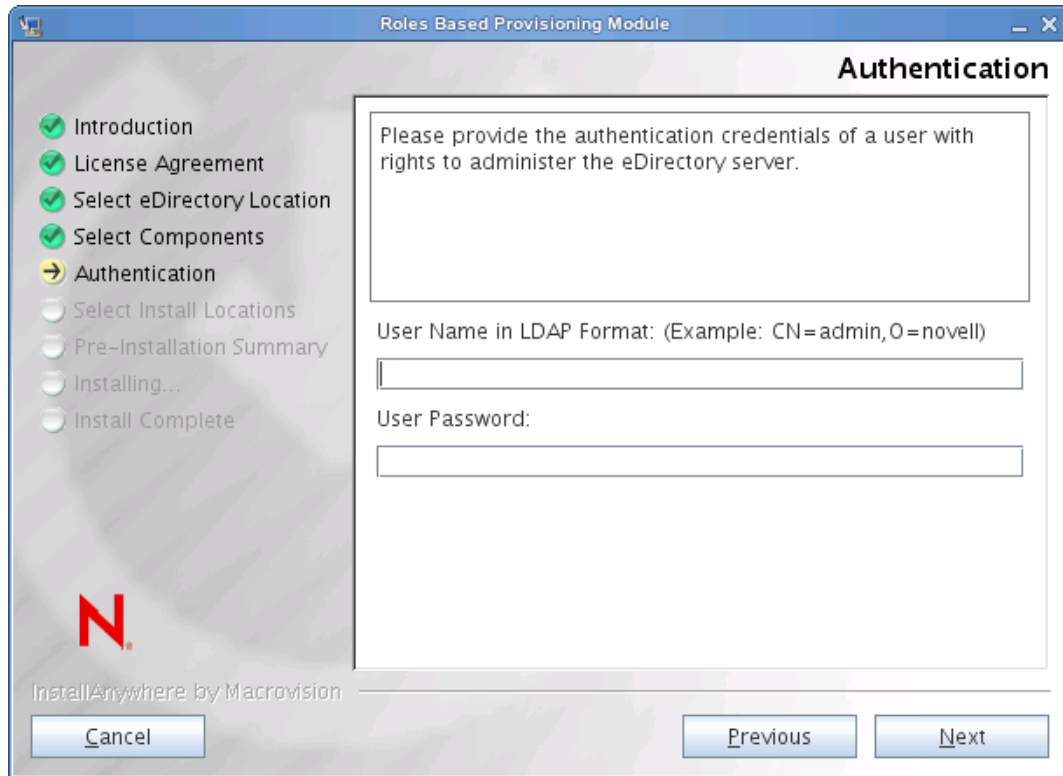 Roles Based Provisioning Module
Authentication
Introduction
License Agreement
Select eDirectory Location
Select Components
Authentication
Select Install Locations
Pre-Installation Summary
Installing...
Install Complete
Please provide the authentication credentials of a user with
rights to administer the eDirectory server.
User Name in LDAP Format: (Example: CN=admin,O=novell)
User Password:
N®
InstallAnywhere by Macrovision
Cancel
Previous
Next